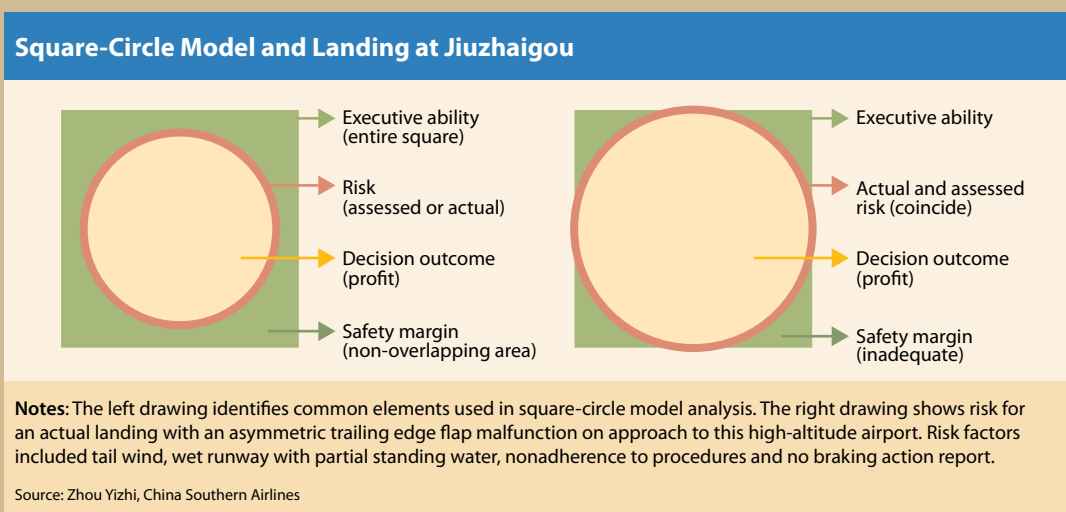 Square-Circle Model and Landing at Jiuzhaigou
Executive ability
(entire square)
Risk
(assessed or actual)
Decision outcome
(profit)
Safety margin
(non-overlapping area)
Executive ability
Actual and assessed
risk (coincide)
Decision outcome
(profit)
Safety margin
(inadequate)
Notes: The left drawing identifies common elements used in square-circle model analysis. The right drawing shows risk for
an actual landing with an asymmetric trailing edge flap malfunction on approach to this high-altitude airport. Risk factors
included tail wind, wet runway with partial standing water, nonadherence to procedures and no braking action report.
Source: Zhou Yizhi, China Southern Airlines